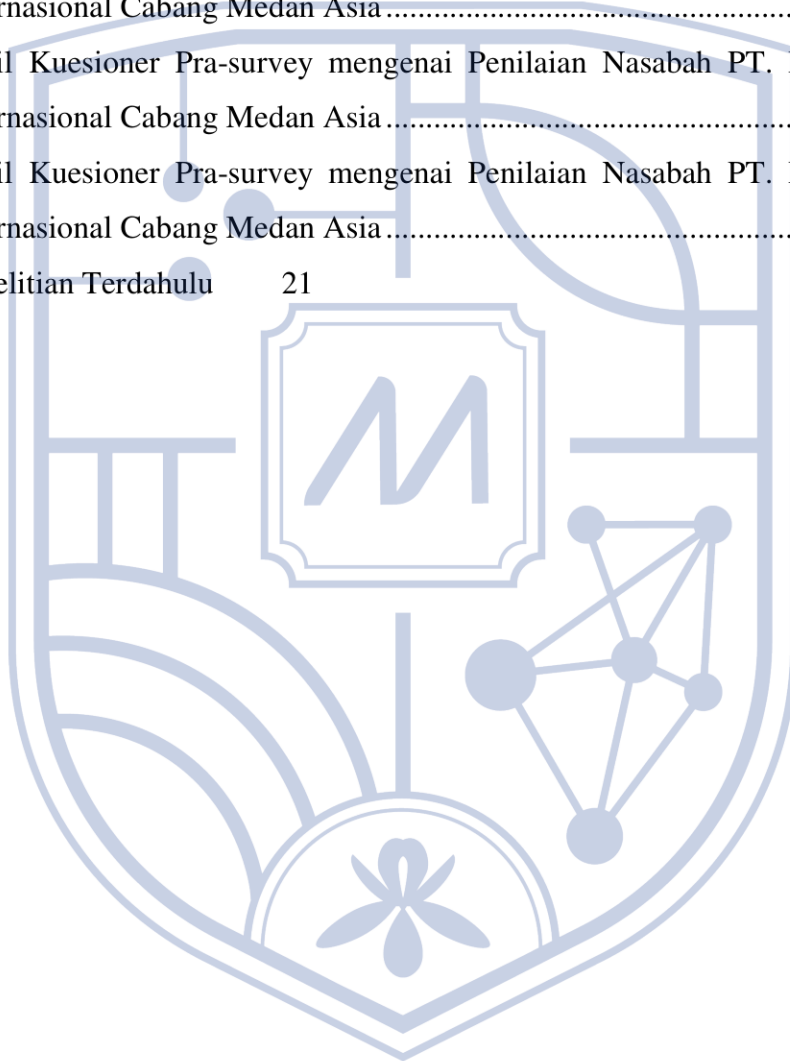 rnasional Cabang Medan Asia........................................................
il Kuesioner Pra-survey mengenai Penilaian Nasabah PT.
rnasional Cabang Medan Asia........................................................
il Kuesioner Pra-survey mengenai Penilaian Nasabah PT.
rnasional Cabang Medan Asia........................................................
elitian Terdahulu 21
M